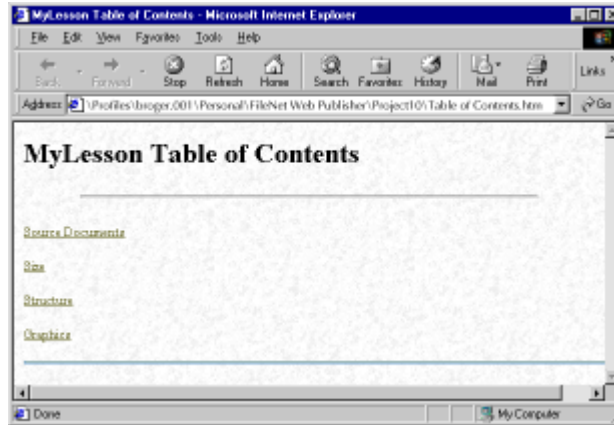 MyLesson Table of Contents - Microsoft Internet Explorer
File Edit View Favorites Tools Help
Back Forward Stop Refresh Home Search Favorites History Mail Print Links
Address \Profiles\broger.001\Personal\FileNet Web Publisher\Project10\Table of Contents.htm Go
MyLesson Table of Contents
Source Documents
Size
Structure
Graphics
Done My Computer